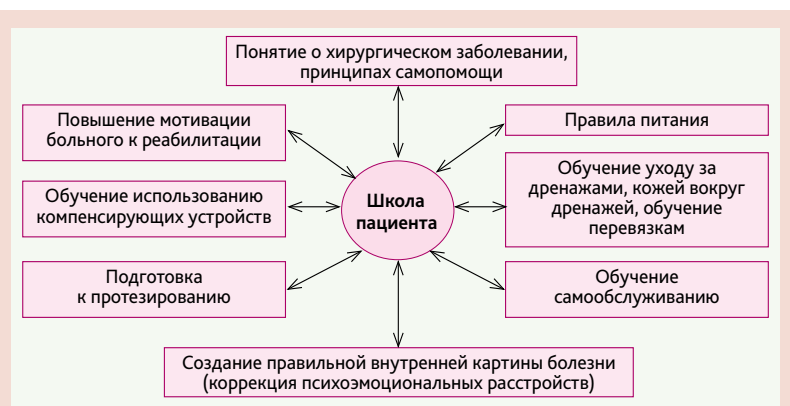 Понятие о хирургическом заболевании,
принципах самопомощи
Повышение мотивации
больного к реабилитации
Правила питания
Обучение использованию
компенсирующих устройств
Школа
пациента
Обучение уходу за
дренажами, кожей вокруг
дренажей, обучение
перевязкам
Подготовка
к протезированию
Обучение
самообслуживанию
Создание правильной внутренней картины болезни
(коррекция психоэмоциональных расстройств)